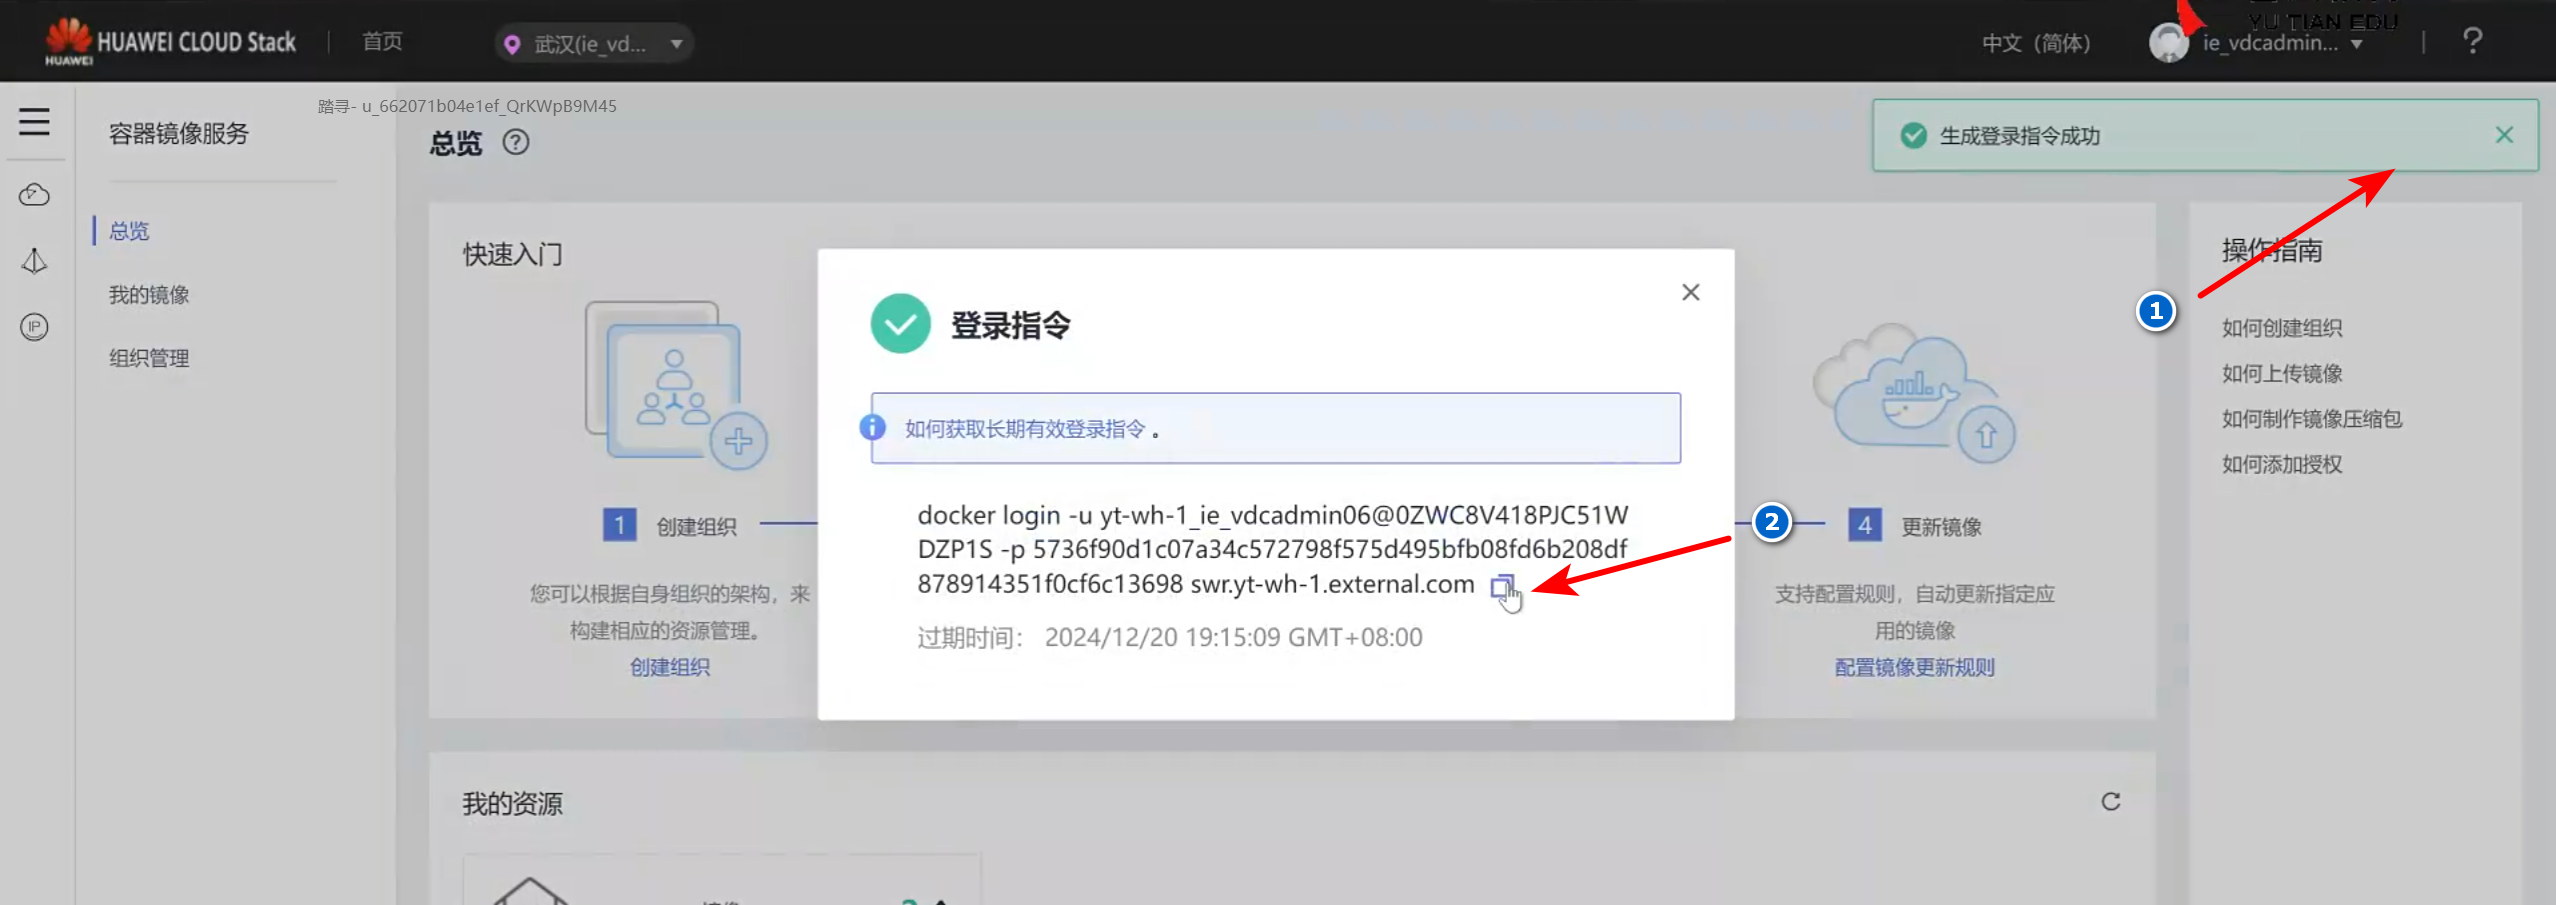 HUAWEI
HUAWEI CLOUD Stack
首页
武汉(ie_vd...
中文（简体）
YU TIAN EDU
ie_vdcadmin...
?
踏寻- u_662071b04e1ef_QrKWpB9M45
容器镜像服务
总览
我的镜像
组织管理
IP
总览 ?
生成登录指令成功
快速入门
1 创建组织
您可以根据自身组织的架构，来
构建相应的资源管理。
创建组织
登录指令
如何获取长期有效登录指令 。
docker login -u yt-wh-1_ie_vdcadmin06@0ZWC8V418PJC51W
DZP1S -p 5736f90d1c07a34c572798f575d495bfb08fd6b208df
878914351f0cf6c13698 swr.yt-wh-1.external.com
过期时间： 2024/12/20 19:15:09 GMT+08:00
2
4 更新镜像
支持配置规则，自动更新指定应
用的镜像
配置镜像更新规则
1
操作指南
如何创建组织
如何上传镜像
如何制作镜像压缩包
如何添加授权
我的资源